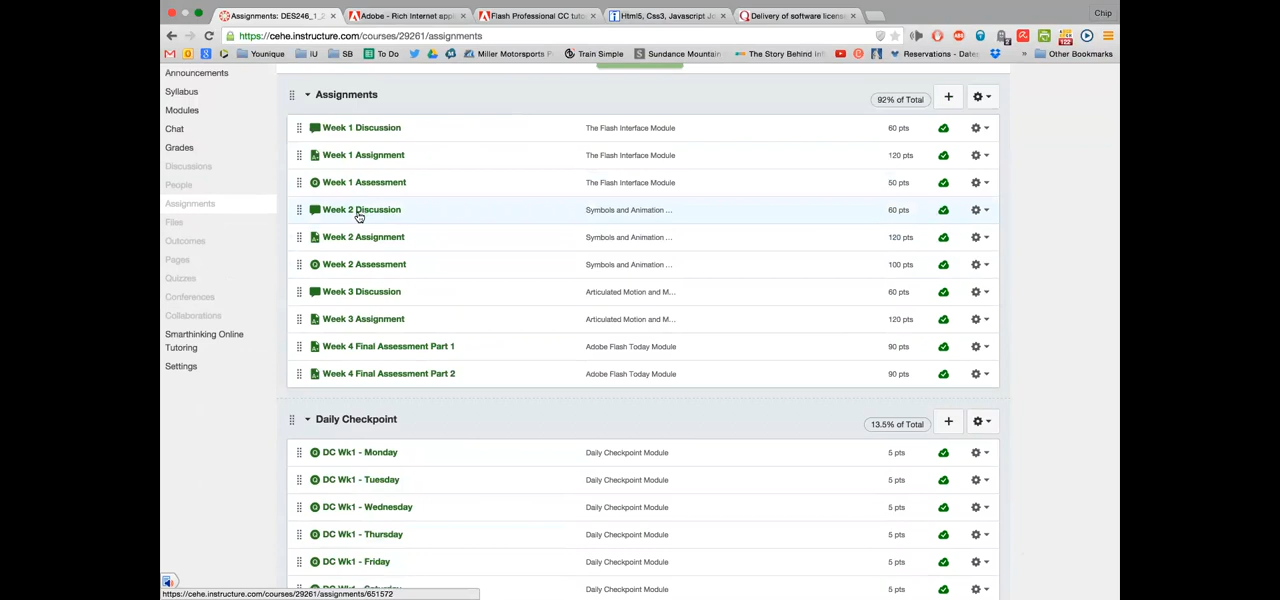 Assignments: DES246_1_2
Adobe - Rich Internet appl
Flash Professional CC tuto
Html5, Css3, Javascript Jo
Delivery of software license
Chip
https://cehe.instructure.com/courses/29261/assignments
Younique
IU
SB
To Do
Miller Motorsports P
Train Simple
Sundance Mountain
The Story Behind In
Reservations - Date
Other Bookmarks
Announcements
Syllabus
Modules
Chat
Grades
Discussions
People
Assignments
Files
Outcomes
Pages
Quizzes
Conferences
Collaborations
Smarthinking Online
Tutoring
Settings
Assignments 92% of Total
Week 1 Discussion The Flash Interface Module 60 pts
Week 1 Assignment The Flash Interface Module 120 pts
Week 1 Assessment The Flash Interface Module 50 pts
Week 2 Discussion Symbols and Animation ... 60 pts
Week 2 Assignment Symbols and Animation ... 120 pts
Week 2 Assessment Symbols and Animation ... 100 pts
Week 3 Discussion Articulated Motion and M... 60 pts
Week 3 Assignment Articulated Motion and M... 120 pts
Week 4 Final Assessment Part 1 Adobe Flash Today Module 90 pts
Week 4 Final Assessment Part 2 Adobe Flash Today Module 90 pts
Daily Checkpoint 13.5% of Total
DC Wk1 - Monday Daily Checkpoint Module 5 pts
DC Wk1 - Tuesday Daily Checkpoint Module 5 pts
DC Wk1 - Wednesday Daily Checkpoint Module 5 pts
DC Wk1 - Thursday Daily Checkpoint Module 5 pts
DC Wk1 - Friday Daily Checkpoint Module 5 pts
DC Wk1 - Saturday Daily Checkpoint Module 5 pts
https://cehe.instructure.com/courses/29261/assignments/651572